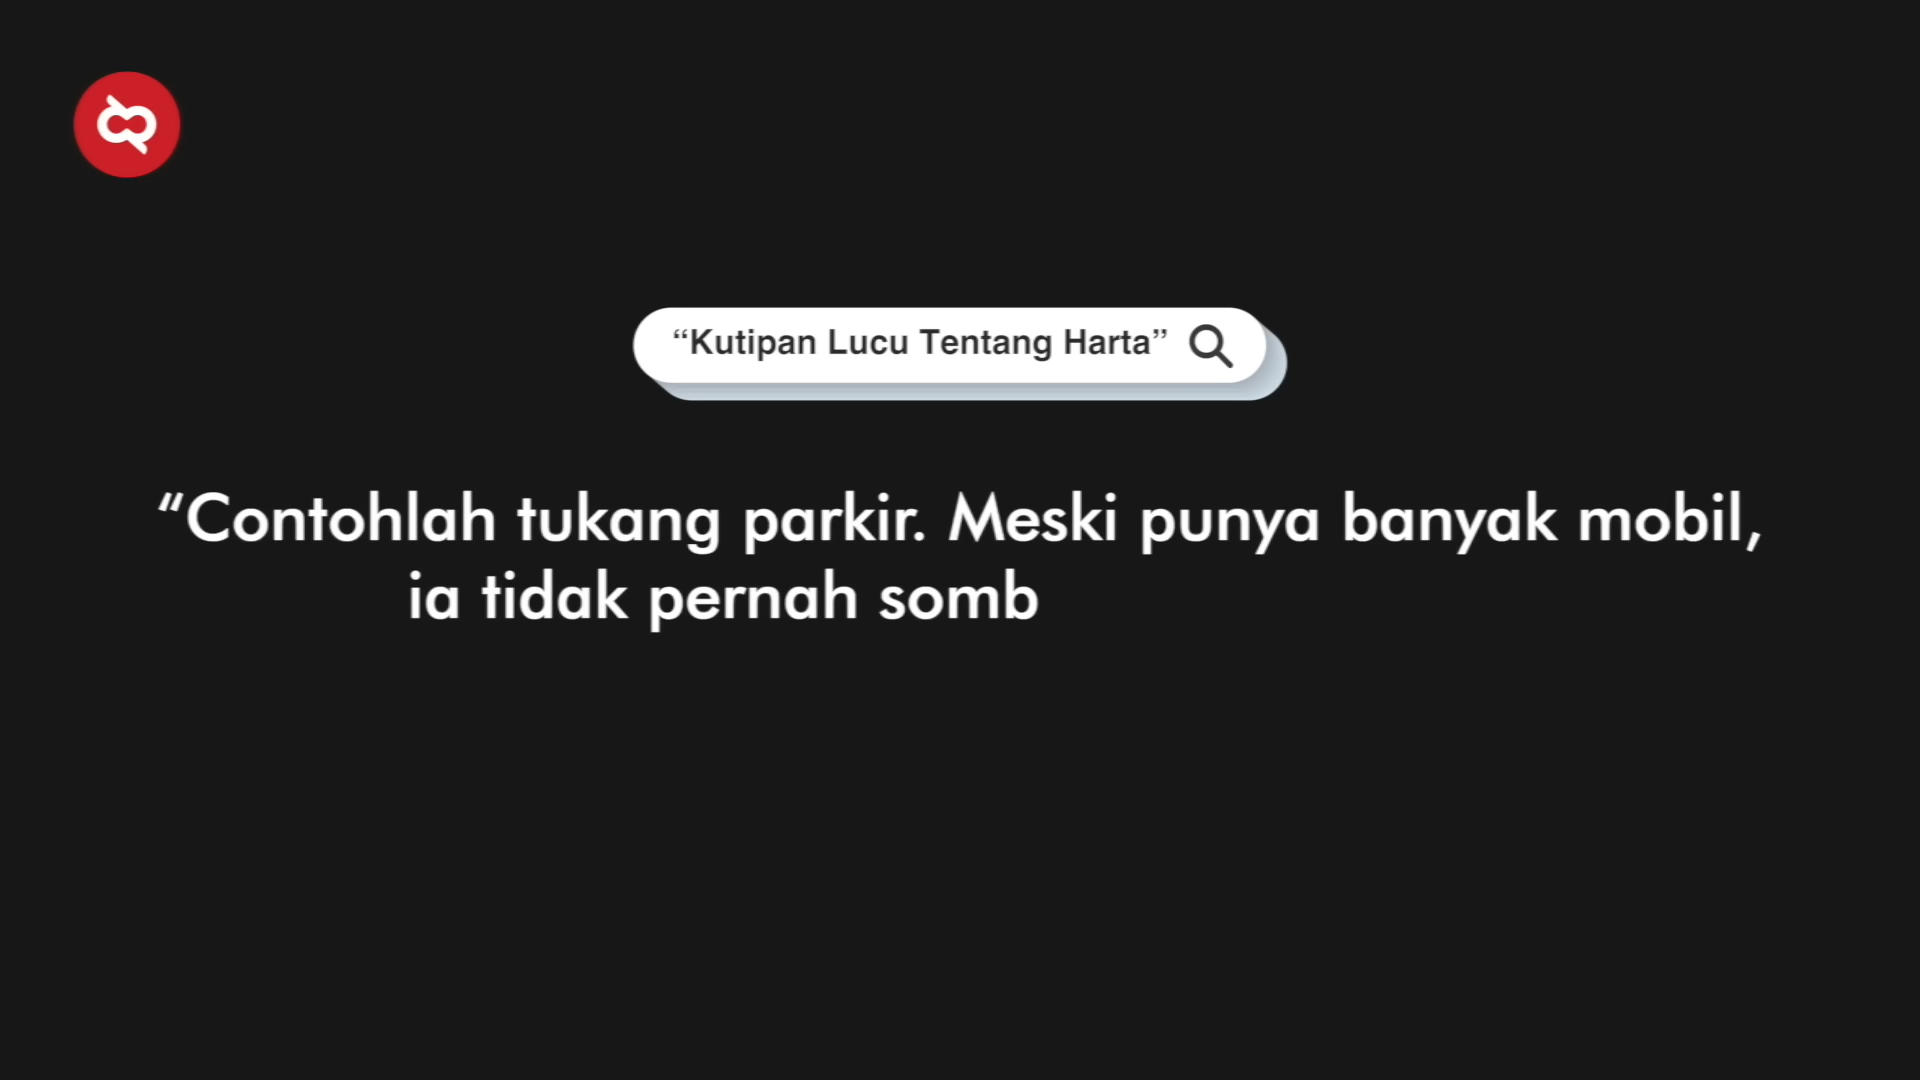 “Kutipan Lucu Tentang Harta”
“Contohlah tukang parkir. Meski punya banyak mobil,
ia tidak pernah somb